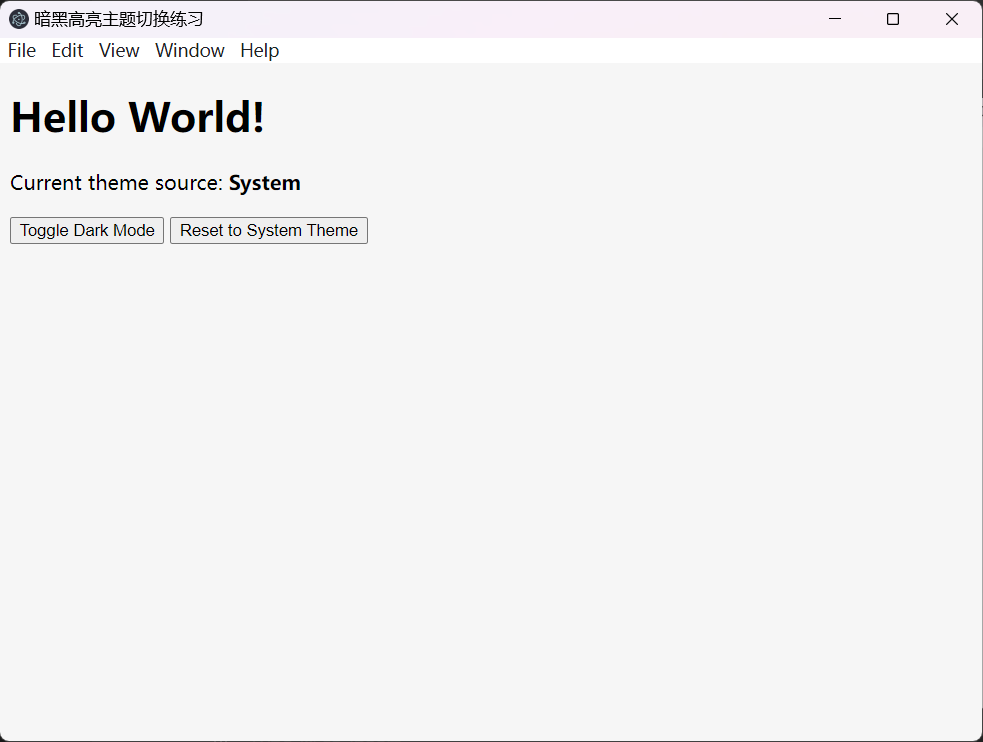 暗黑高亮主题切换练习
File Edit View Window Help
Hello World!
Current theme source: System
Toggle Dark Mode Reset to System Theme